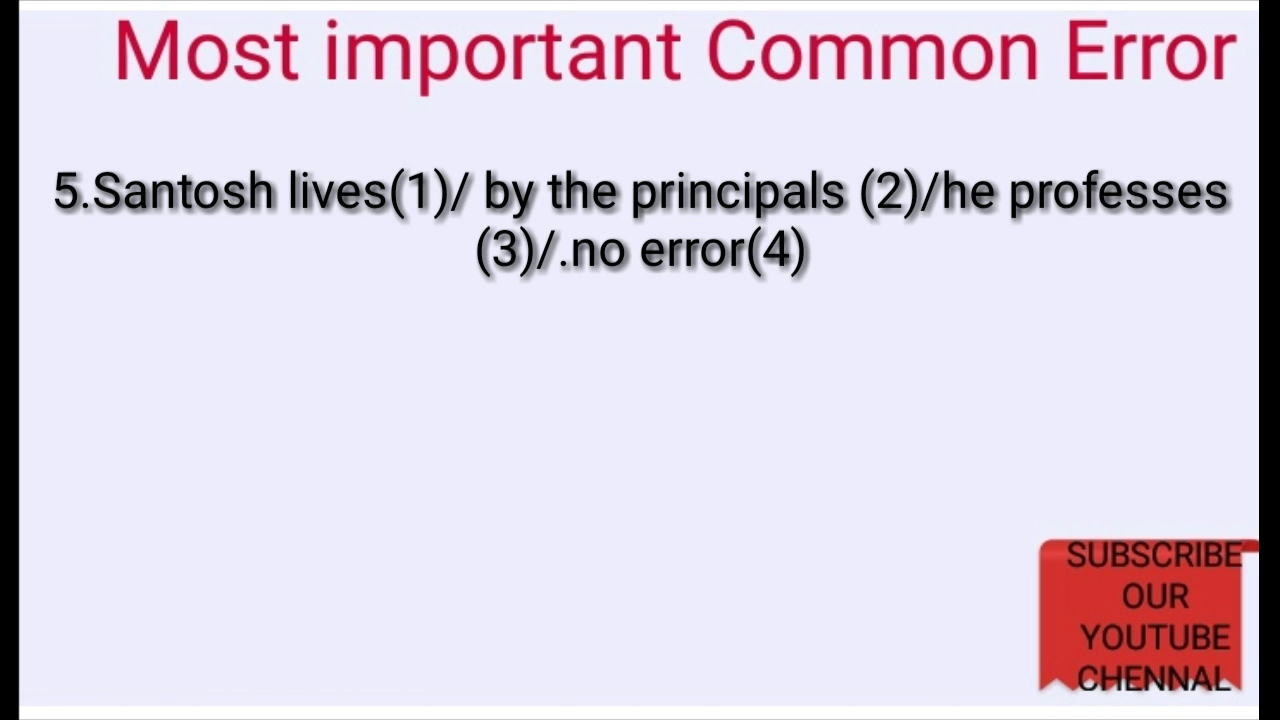 Most important Common Error
5.Santosh lives(1)/ by the principals (2)/he professes
(3)/.no error(4)
SUBSCRIBE
OUR
YOUTUBE
CHENNAL